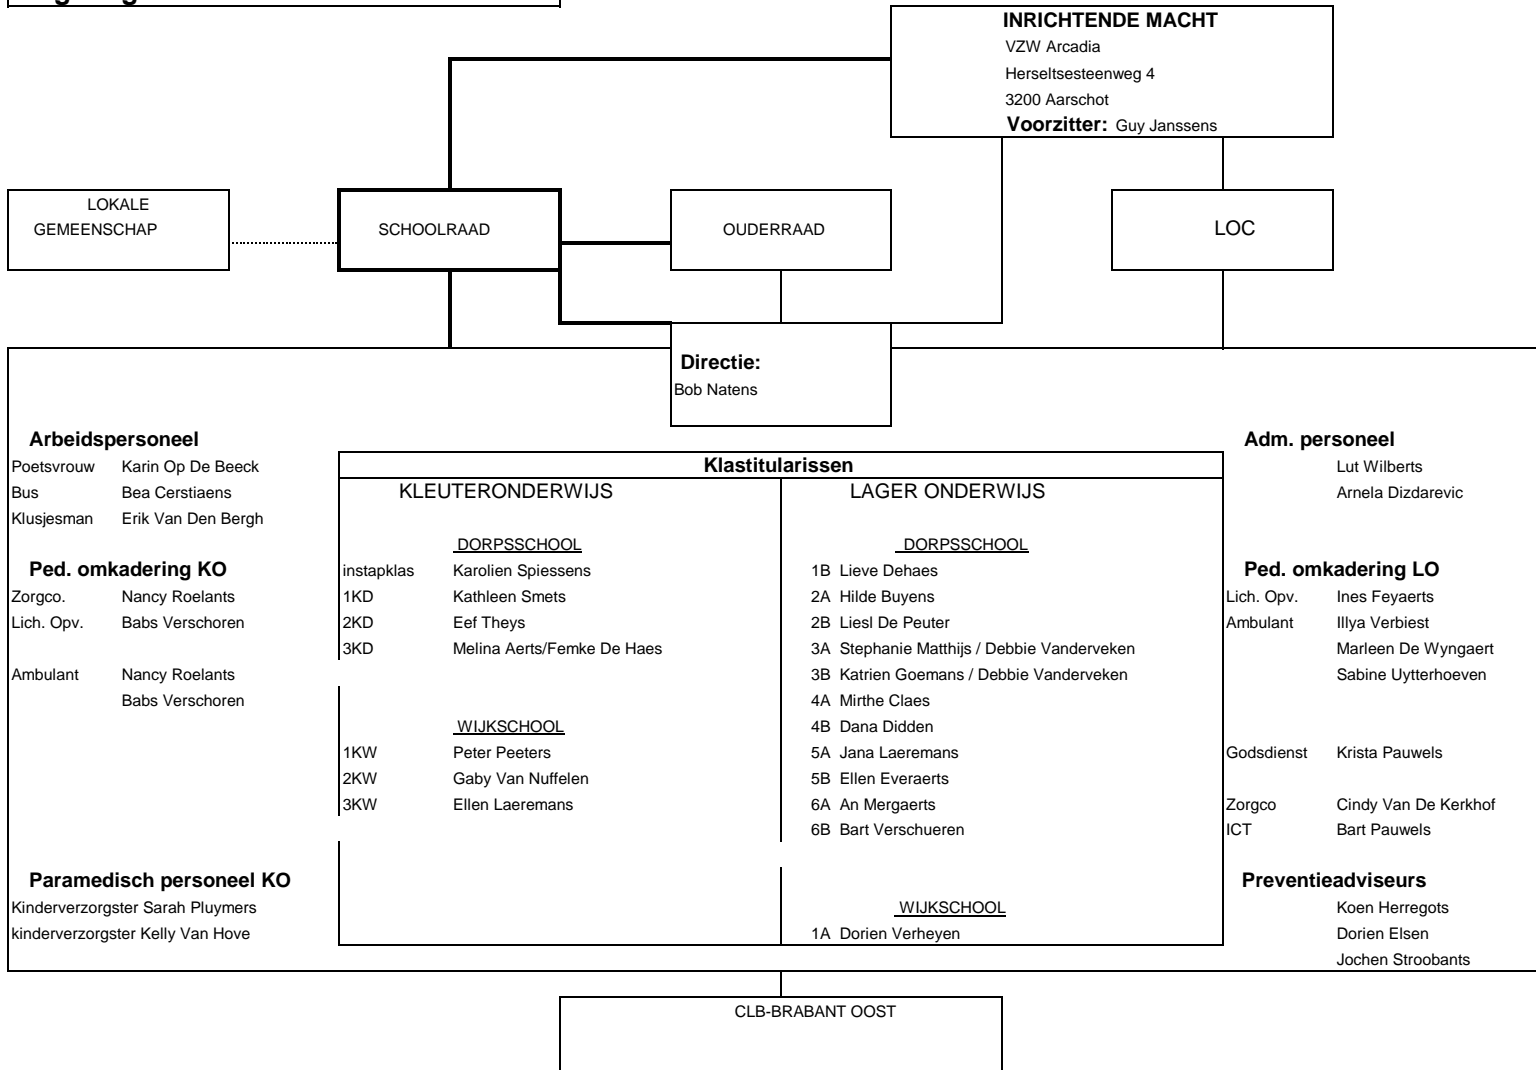 INRICHTENDE MACHT
VZW Arcadia
Herseltsesteenweg 4
3200 Aarschot
Voorzitter: Guy Janssens
LOKALE
GEMEENSCHAP
SCHOOLRAAD
OUDERRAAD
LOC
Directie:
Bob Natens
Arbeidspersoneel
Poetsvrouw Karin Op De Beeck
Bus Bea Cerstiaens
Klusjesman Erik Van Den Bergh
Ped. omkadering KO
Zorgco. Nancy Roelants
Lich. Opv. Babs Verschoren
Ambulant Nancy Roelants
Babs Verschoren
Paramedisch personeel KO
Kinderverzorgster Sarah Pluymers
kinderverzorgster Kelly Van Hove
Klastitularissen
KLEUTERONDERWIJS
DORPSSCHOOL
instapklas Karolien Spiessens
1KD Kathleen Smets
2KD Eef Theys
3KD Melina Aerts/Femke De Haes
WIJKSCHOOL
1KW Peter Peeters
2KW Gaby Van Nuffelen
3KW Ellen Laeremans
LAGER ONDERWIJS
DORPSSCHOOL
1B Lieve Dehaes
2A Hilde Buyens
2B Liesl De Peuter
3A Stephanie Matthijs / Debbie Vanderveken
3B Katrien Goemans / Debbie Vanderveken
4A Mirthe Claes
4B Dana Didden
5A Jana Laeremans
5B Ellen Everaerts
6A An Mergaerts
6B Bart Verschueren
WIJKSCHOOL
1A Dorien Verheyen
Adm. personeel
Lut Wilberts
Arnela Dizdarevic
Ped. omkadering LO
Lich. Opv. Ines Feyaerts
Ambulant Illya Verbiest
Marleen De Wyngaert
Sabine Uytterhoeven
Godsdienst Krista Pauwels
Zorgco Cindy Van De Kerkhof
ICT Bart Pauwels
Preventieadviseurs
Koen Herregots
Dorien Elsen
Jochen Stroobants
CLB-BRABANT OOST